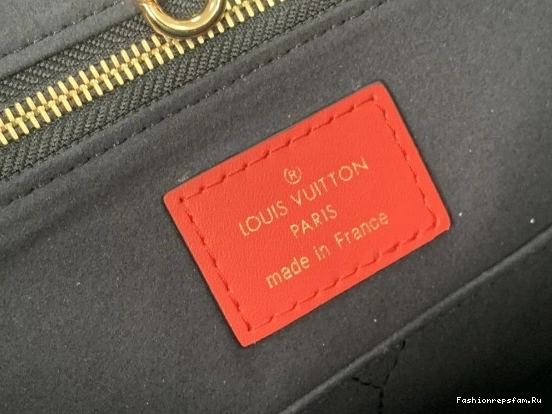 ®
LOUIS VUITTON
PARIS
made in France
Fashionrepsfam.Ru